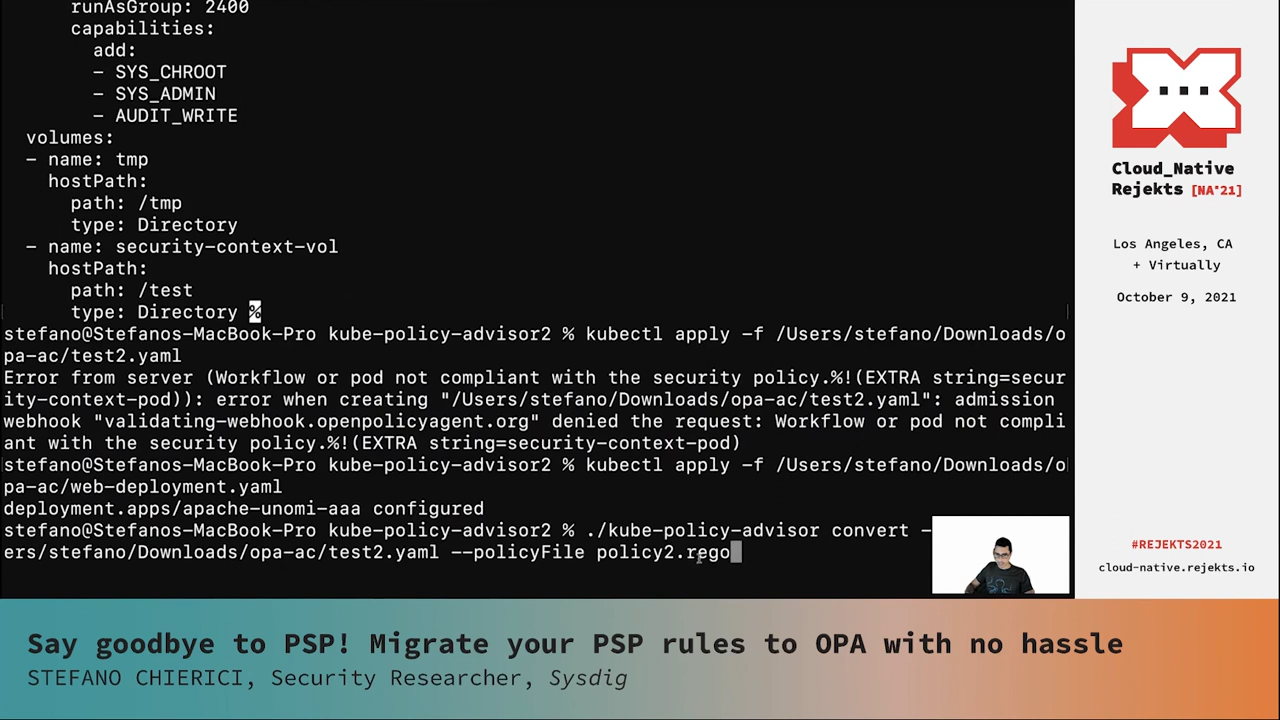 runAsGroup: 2400
capabilities:
add:
- SYS_CHROOT
- SYS_ADMIN
- AUDIT_WRITE
volumes:
- name: tmp
hostPath:
path: /tmp
type: Directory
- name: security-context-vol
hostPath:
path: /test
type: Directory %
stefano@Stefanos-MacBook-Pro kube-policy-advisor2 % kubectl apply -f /Users/stefano/Downloads/o
pa-ac/test2.yaml
Error from server (Workflow or pod not compliant with the security policy.%!(EXTRA string=secur
ity-context-pod)): error when creating "/Users/stefano/Downloads/opa-ac/test2.yaml": admission
webhook "validating-webhook.openpolicyagent.org" denied the request: Workflow or pod not compli
ant with the security policy.%!(EXTRA string=security-context-pod)
stefano@Stefanos-MacBook-Pro kube-policy-advisor2 % kubectl apply -f /Users/stefano/Downloads/o
pa-ac/web-deployment.yaml
deployment.apps/apache-unomi-aaa configured
stefano@Stefanos-MacBook-Pro kube-policy-advisor2 % ./kube-policy-advisor convert -
ers/stefano/Downloads/opa-ac/test2.yaml --policyFile policy2.rego
Cloud_Native
Rejekts [NA'21]
Los Angeles, CA
+ Virtually
October 9, 2021
#REJEKTS2021
cloud-native.rejekts.io
Say goodbye to PSP! Migrate your PSP rules to OPA with no hassle
STEFANO CHIERICI, Security Researcher, Sysdig